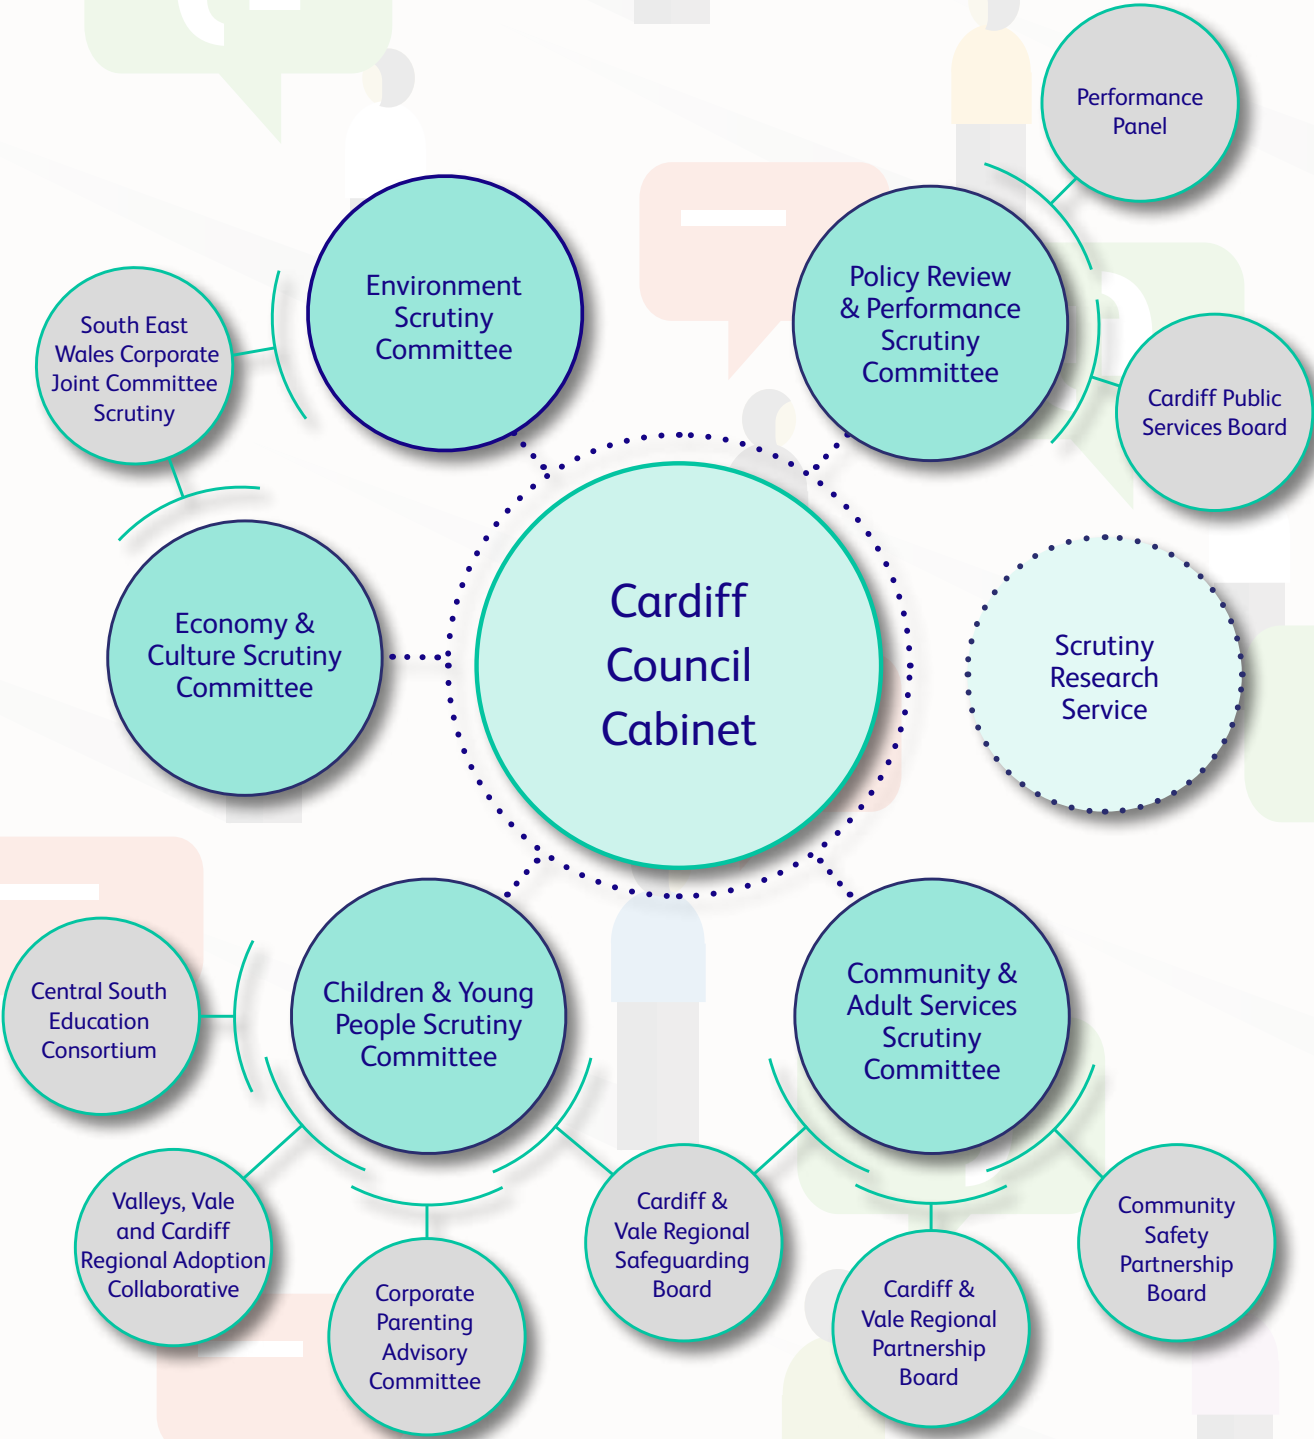 Performance
Panel
Environment
Scrutiny
Committee
Policy Review
& Performance
Scrutiny
Committee
South East
Wales Corporate
Joint Committee
Scrutiny
Cardiff Public
Services Board
Economy &
Culture Scrutiny
Committee
Cardiff
Council
Cabinet
Scrutiny
Research
Service
Central South
Education
Consortium
Children & Young
People Scrutiny
Committee
Community &
Adult Services
Scrutiny
Committee
Valleys, Vale
and Cardiff
Regional Adoption
Collaborative
Corporate
Parenting
Advisory
Committee
Cardiff &
Vale Regional
Safeguarding
Board
Cardiff &
Vale Regional
Partnership
Board
Community
Safety
Partnership
Board